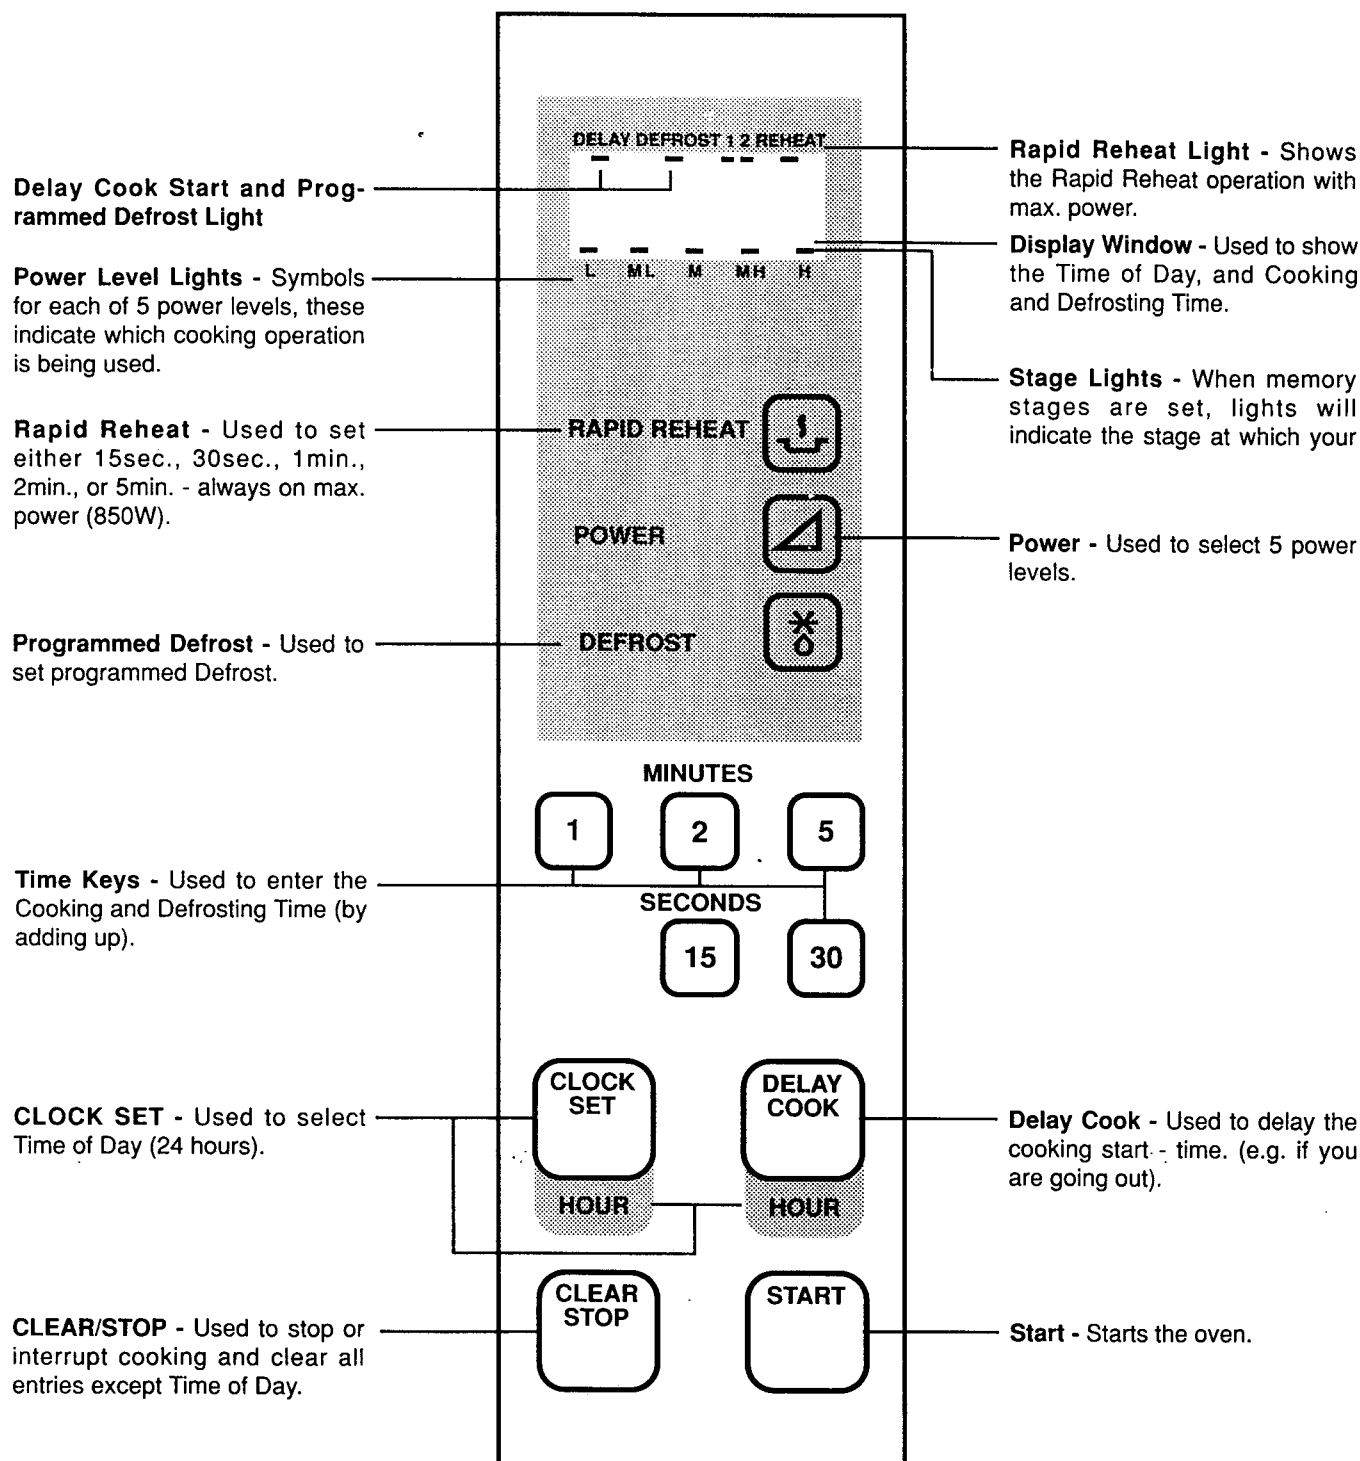 DELAY DEFROST 1 2 REHEAT
L ML M MH H
RAPID REHEAT
POWER
DEFROST
MINUTES
1 2 5
SECONDS
15 30
CLOCK
SET
HOUR
DELAY
COOK
HOUR
CLEAR
STOP
START
Delay Cook Start and Prog-
rammed Defrost Light
Power Level Lights - Symbols
for each of 5 power levels, these
indicate which cooking operation
is being used.
Rapid Reheat - Used to set
either 15sec., 30sec., 1min.,
2min., or 5min. - always on max.
power (850W).
Programmed Defrost - Used to
set programmed Defrost.
Time Keys - Used to enter the
Cooking and Defrosting Time (by
adding up).
CLOCK SET - Used to select
Time of Day (24 hours).
CLEAR/STOP - Used to stop or
interrupt cooking and clear all
entries except Time of Day.
Rapid Reheat Light - Shows
the Rapid Reheat operation with
max. power.
Display Window - Used to show
the Time of Day, and Cooking
and Defrosting Time.
Stage Lights - When memory
stages are set, lights will
indicate the stage at which your
Power - Used to select 5 power
levels.
Delay Cook - Used to delay the
cooking start - time. (e.g. if you
are going out).
Start - Starts the oven.